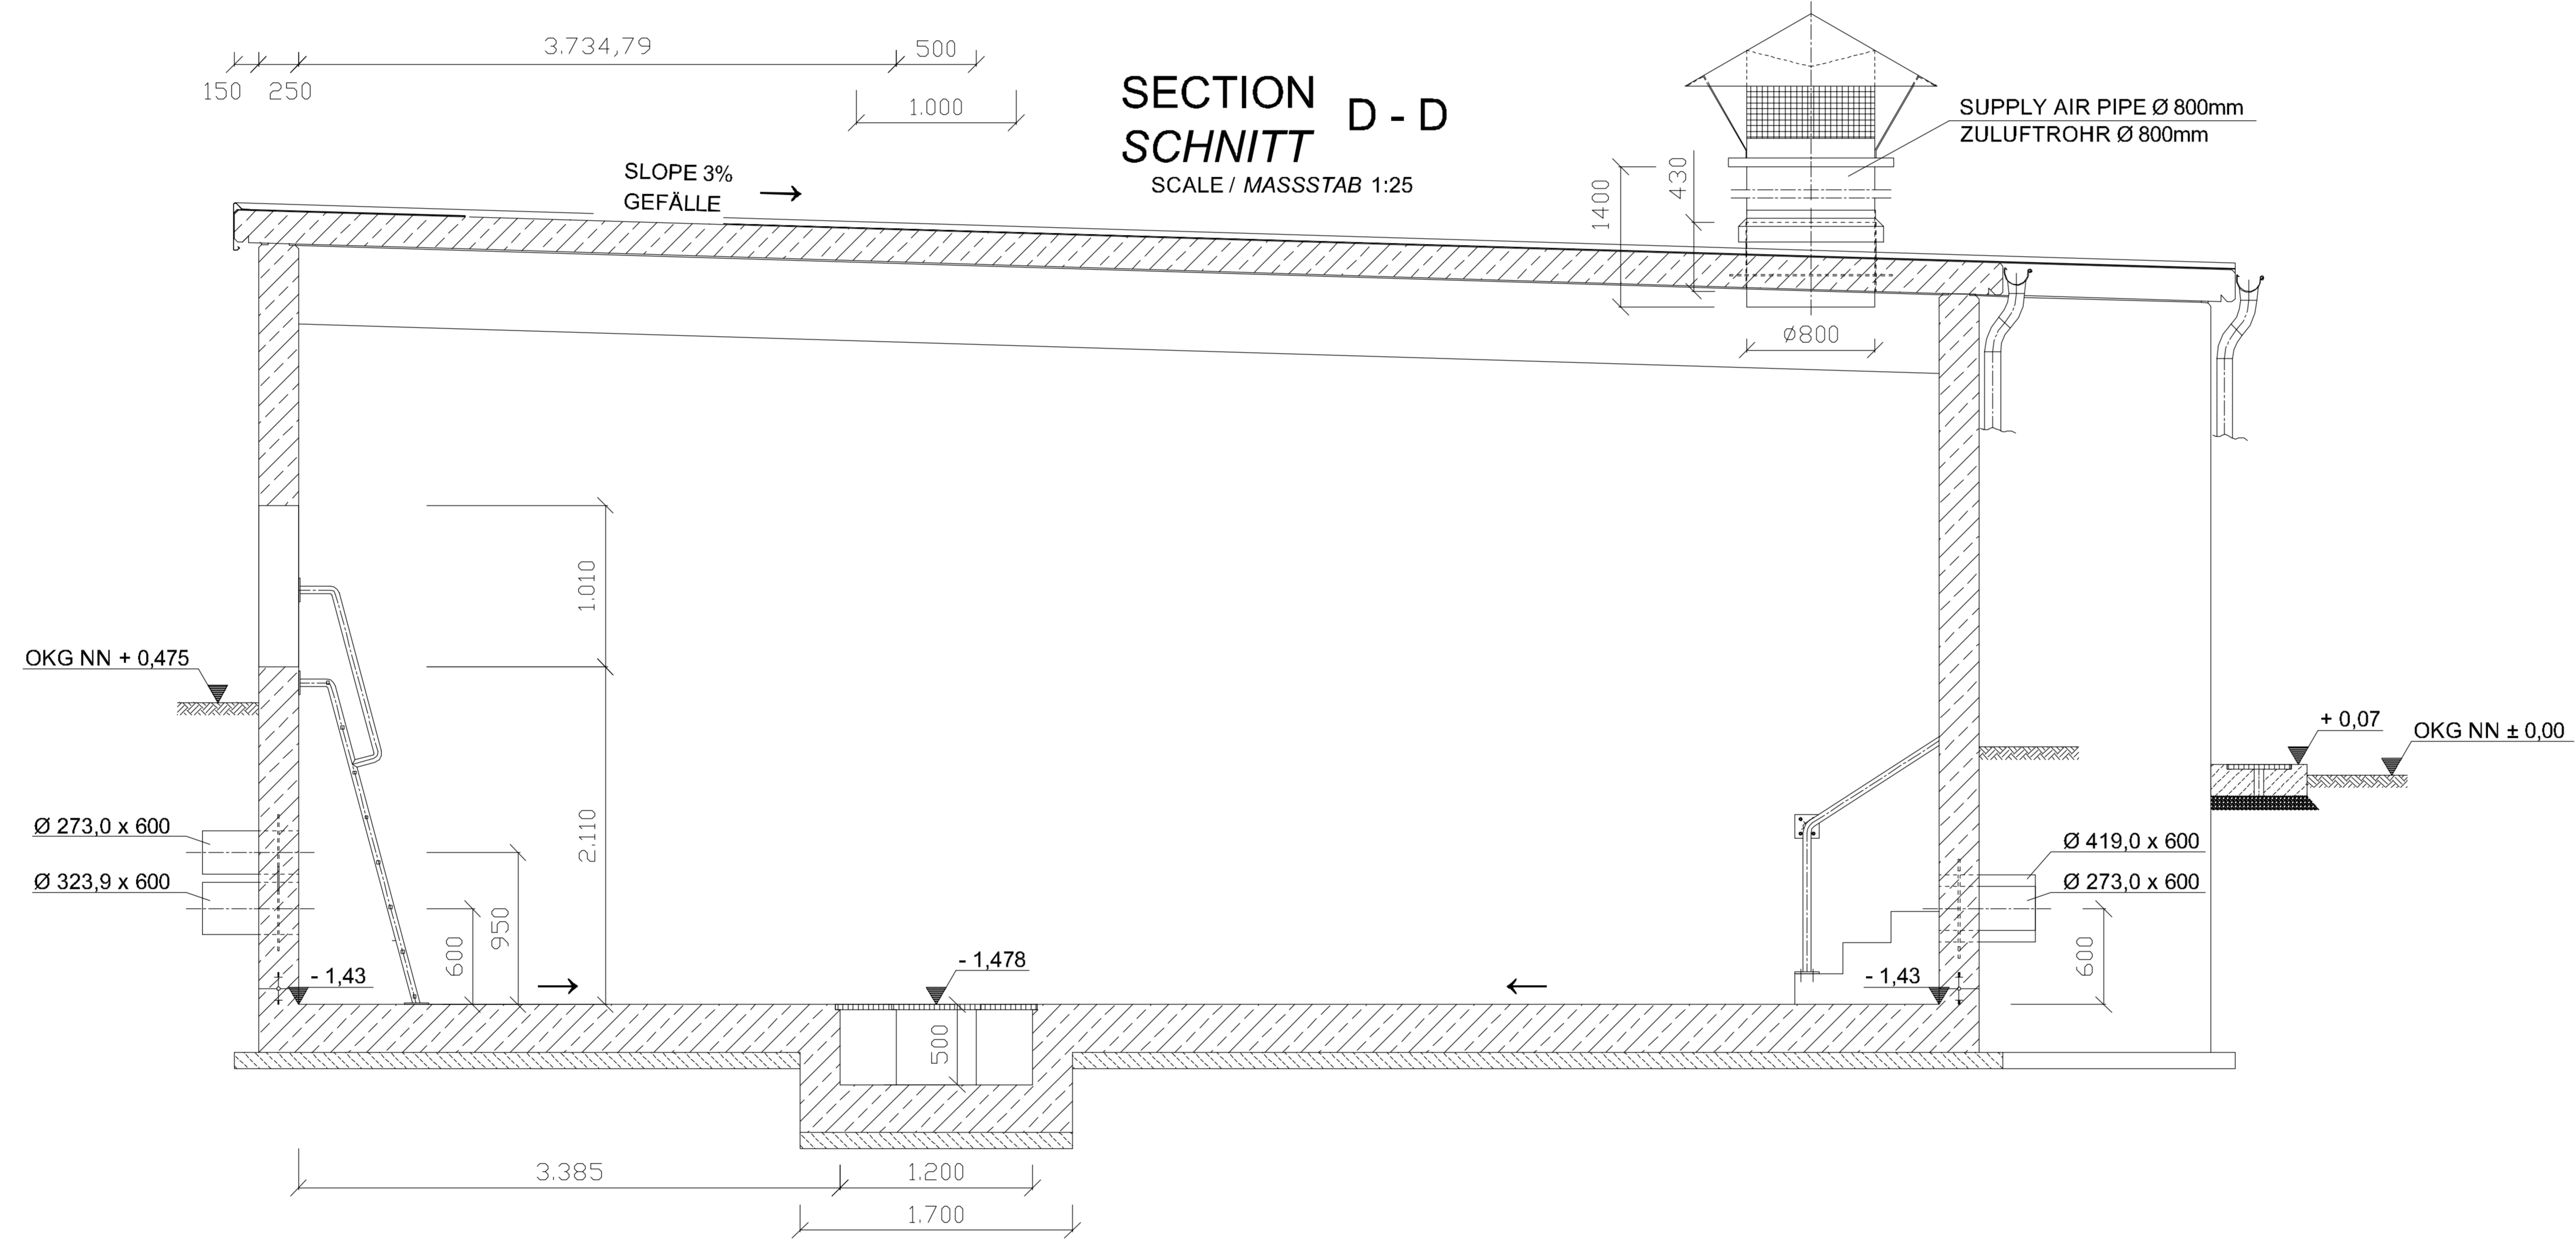 3.734,79
500
150
250
1.000
SECTION
SCHNITT
D - D
SCALE / MASSSTAB 1:25
SUPPLY AIR PIPE Ø 800mm
ZULUFTROHR Ø 800mm
SLOPE 3%
GEFÄLLE
1400
430
Ø800
1.010
OKG NN + 0,475
+ 0,07
OKG NN ± 0,00
Ø 273,0 x 600
2.110
Ø 419,0 x 600
Ø 323,9 x 600
Ø 273,0 x 600
950
600
- 1,43
- 1,478
- 1,43
600
500
3.385
1.200
1.700